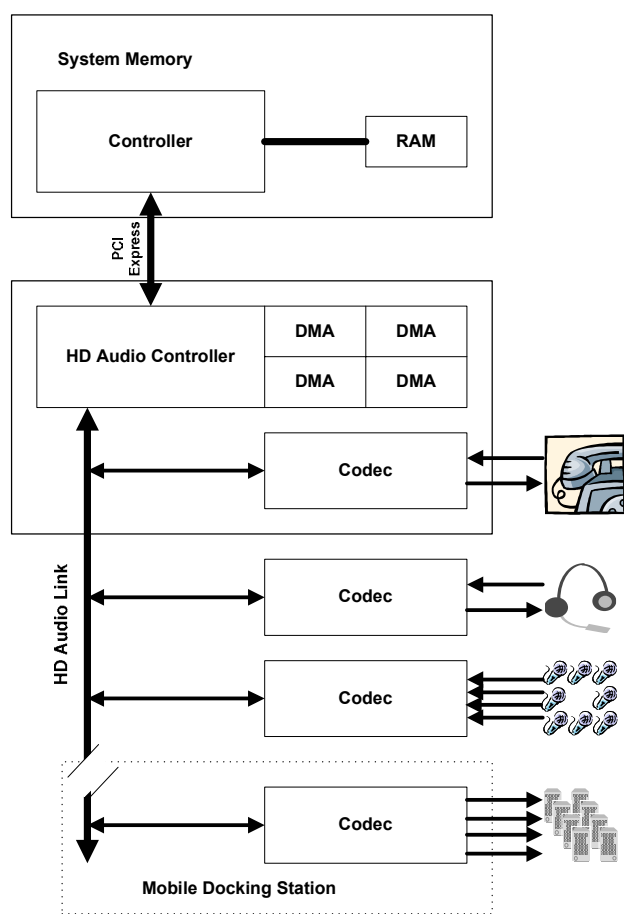 System Memory
Controller
RAM
PCI
Express
HD Audio Controller
DMA
DMA
DMA
DMA
Codec
HD Audio Link
Codec
Codec
Codec
Mobile Docking Station